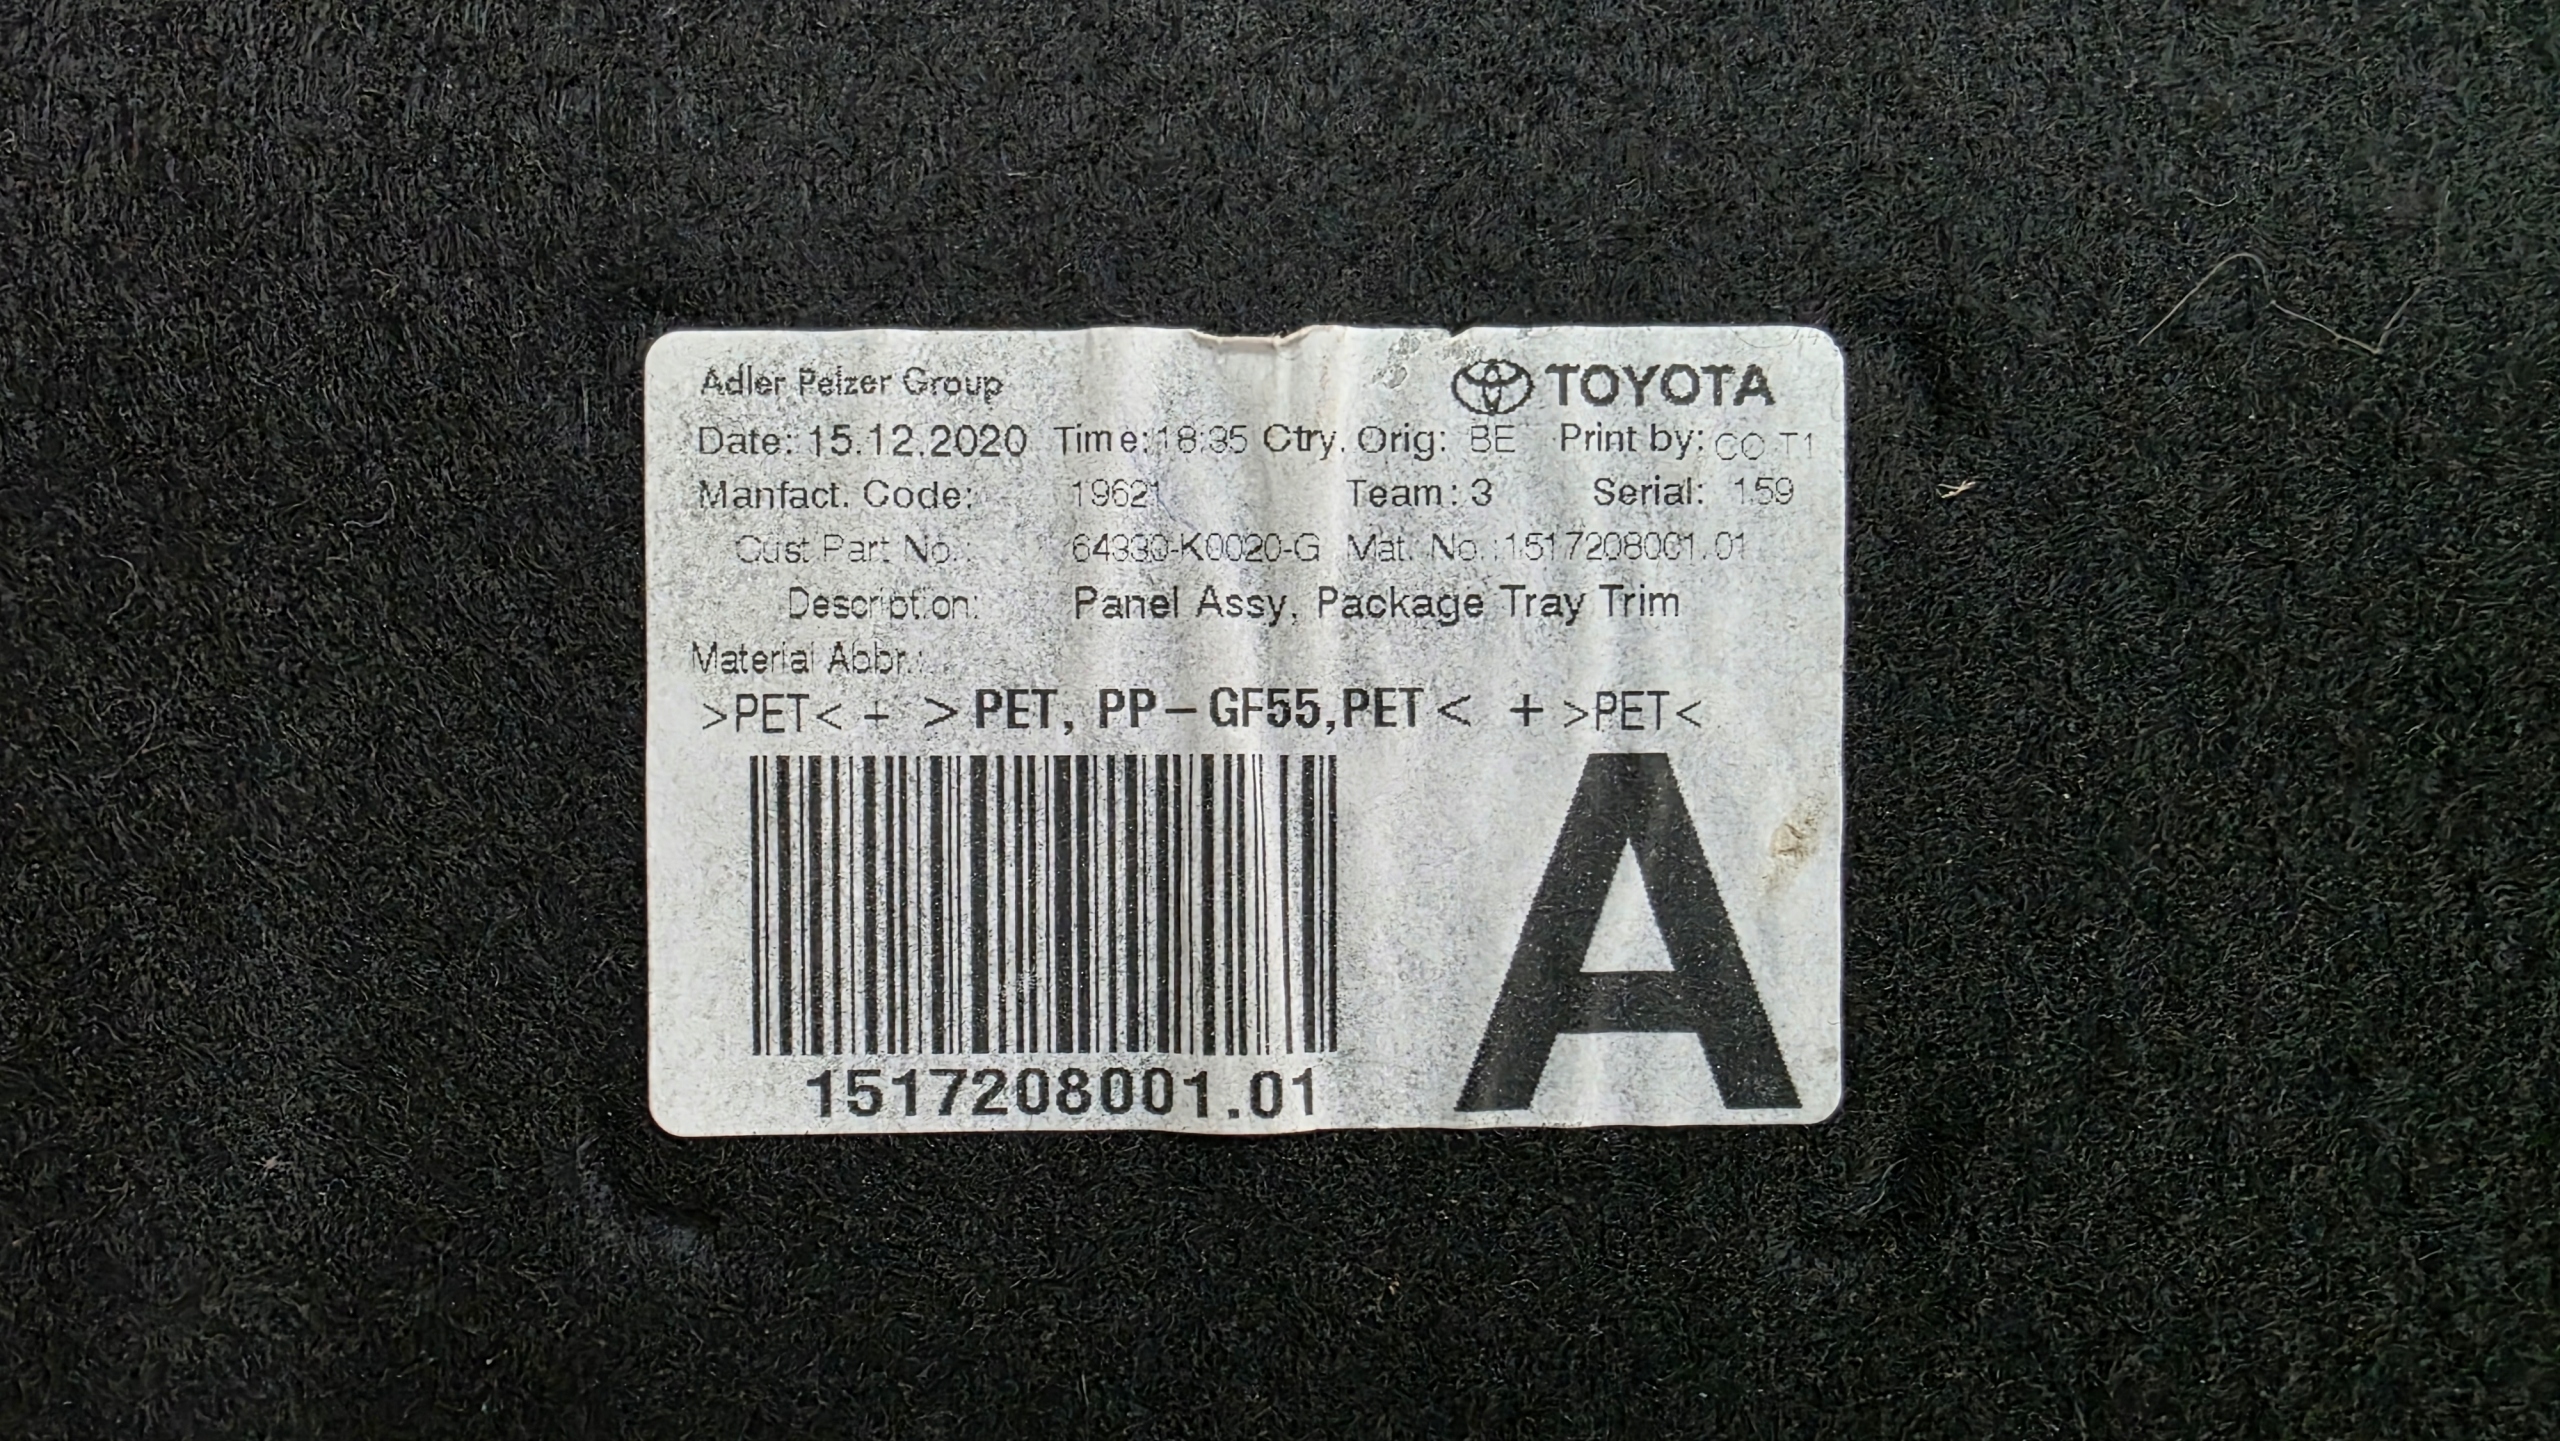 Adler Pelzer Group TOYOTA
Date: 15.12.2020 Time: 18:35 Ctry. Orig: BE Print by: CO T1
Manfact. Code: 19621 Team: 3 Serial: 159
Cust Part No.: 64330-K0020-G Mat. No.: 1517208001.01
Description: Panel Assy, Package Tray Trim
Material Abbr.:
>PET< + >PET, PP-GF55,PET< + >PET<
A
1517208001.01